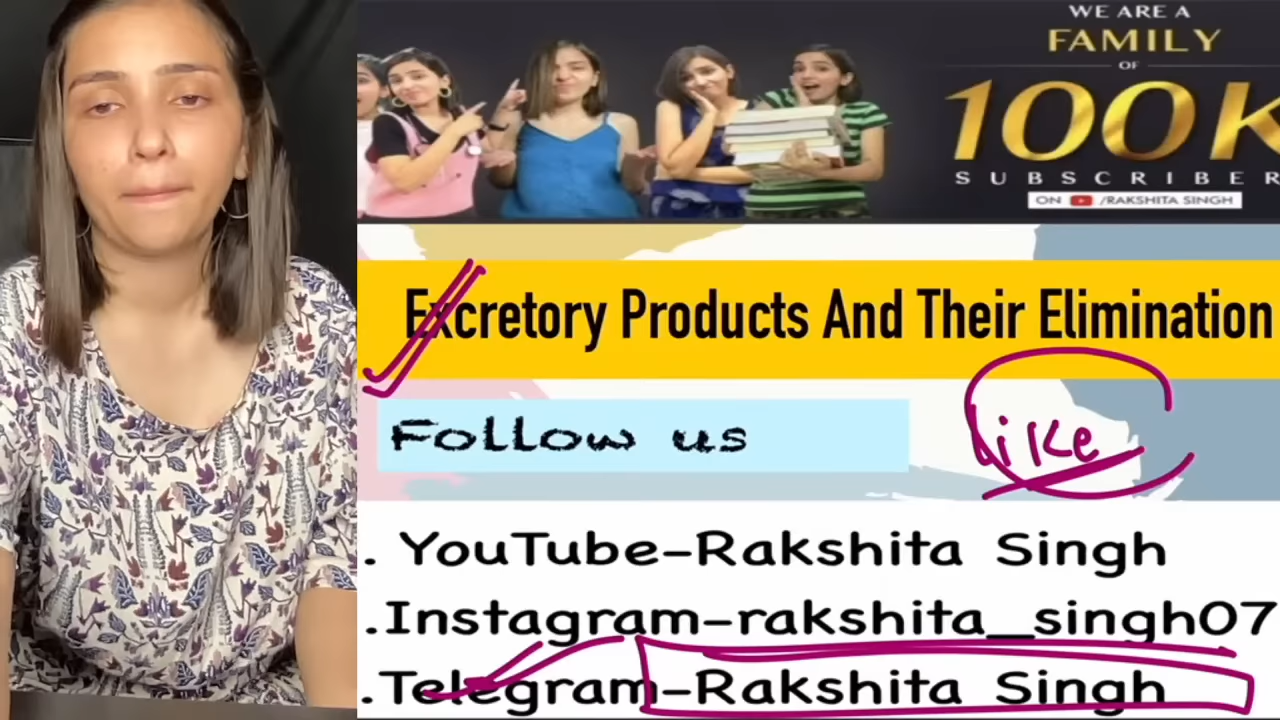 WE ARE A
FAMILY
OF
100K
SUBSCRIBER
ON /RAKSHITA SINGH
Excretory Products And Their Elimination
Follow us
like
. YouTube-Rakshita Singh
.Instagram-rakshita_singh07
.Telegram-Rakshita Singh